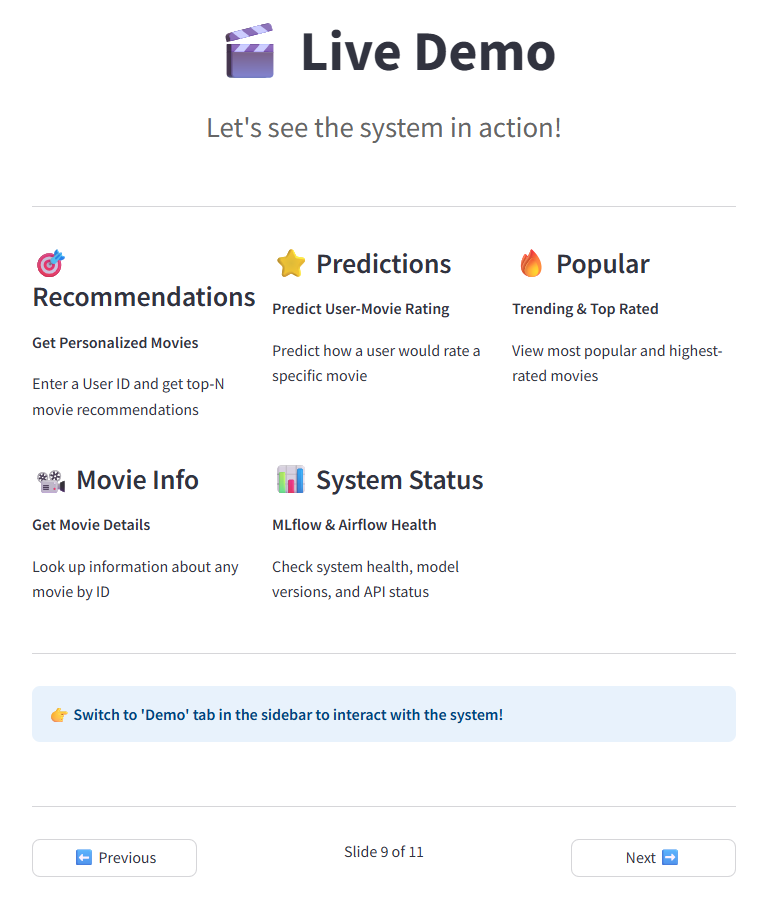 Live Demo
Let's see the system in action!
Recommendations
Get Personalized Movies
Enter a User ID and get top-N
movie recommendations
Predictions
Predict User-Movie Rating
Predict how a user would rate a
specific movie
Popular
Trending & Top Rated
View most popular and highest-
rated movies
Movie Info
Get Movie Details
Look up information about any
movie by ID
System Status
MLflow & Airflow Health
Check system health, model
versions, and API status
Switch to 'Demo' tab in the sidebar to interact with the system!
Previous
Slide 9 of 11
Next